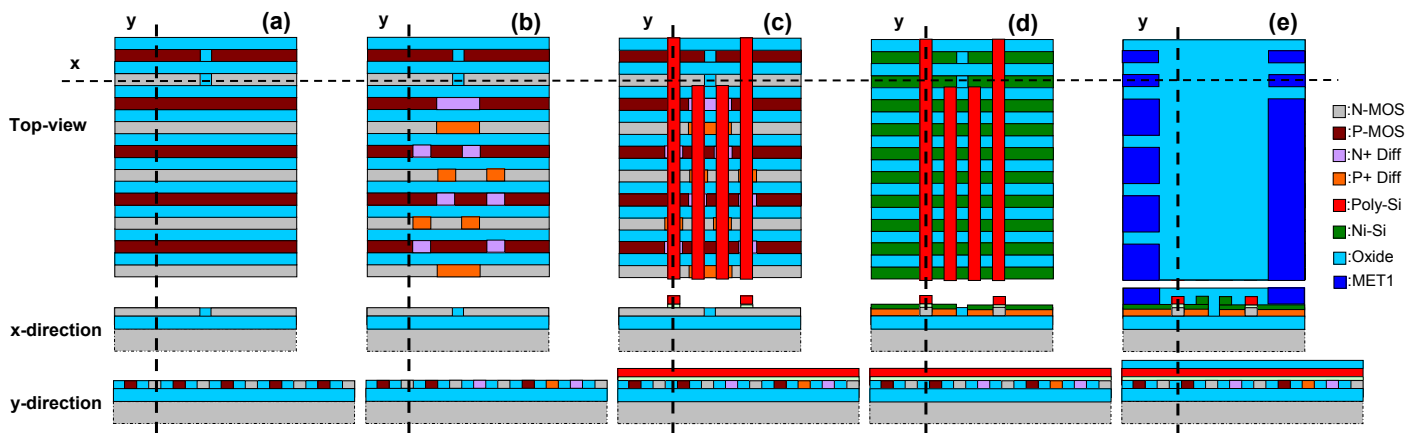 y (a) y (b) y (c) y (d) y (e)
x
Top-view
:N-MOS
:P-MOS
:N+ Diff
:P+ Diff
:Poly-Si
:Ni-Si
:Oxide
:MET1
x-direction
y-direction